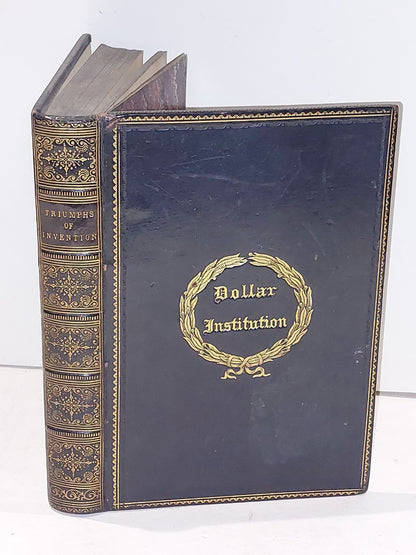 TRIUMPHS
OF
INVENTION
Dollar
Institution